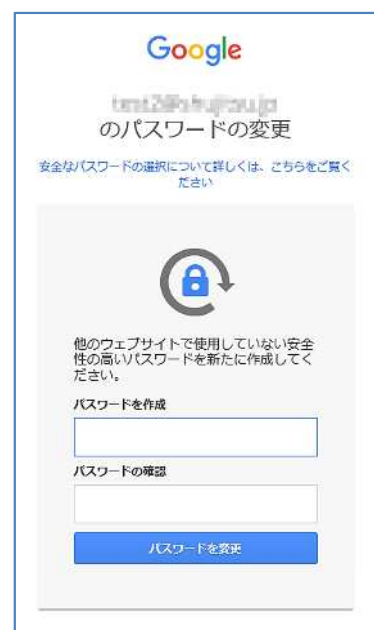 Google
のパスワードの変更
安全なパスワードの選択について詳しくは、こちらをご覧く
ださい
他のウェブサイトで使用していない安全
性の高いパスワードを新たに作成してく
ださい。
パスワードを作成
パスワードの確認
パスワードを変更